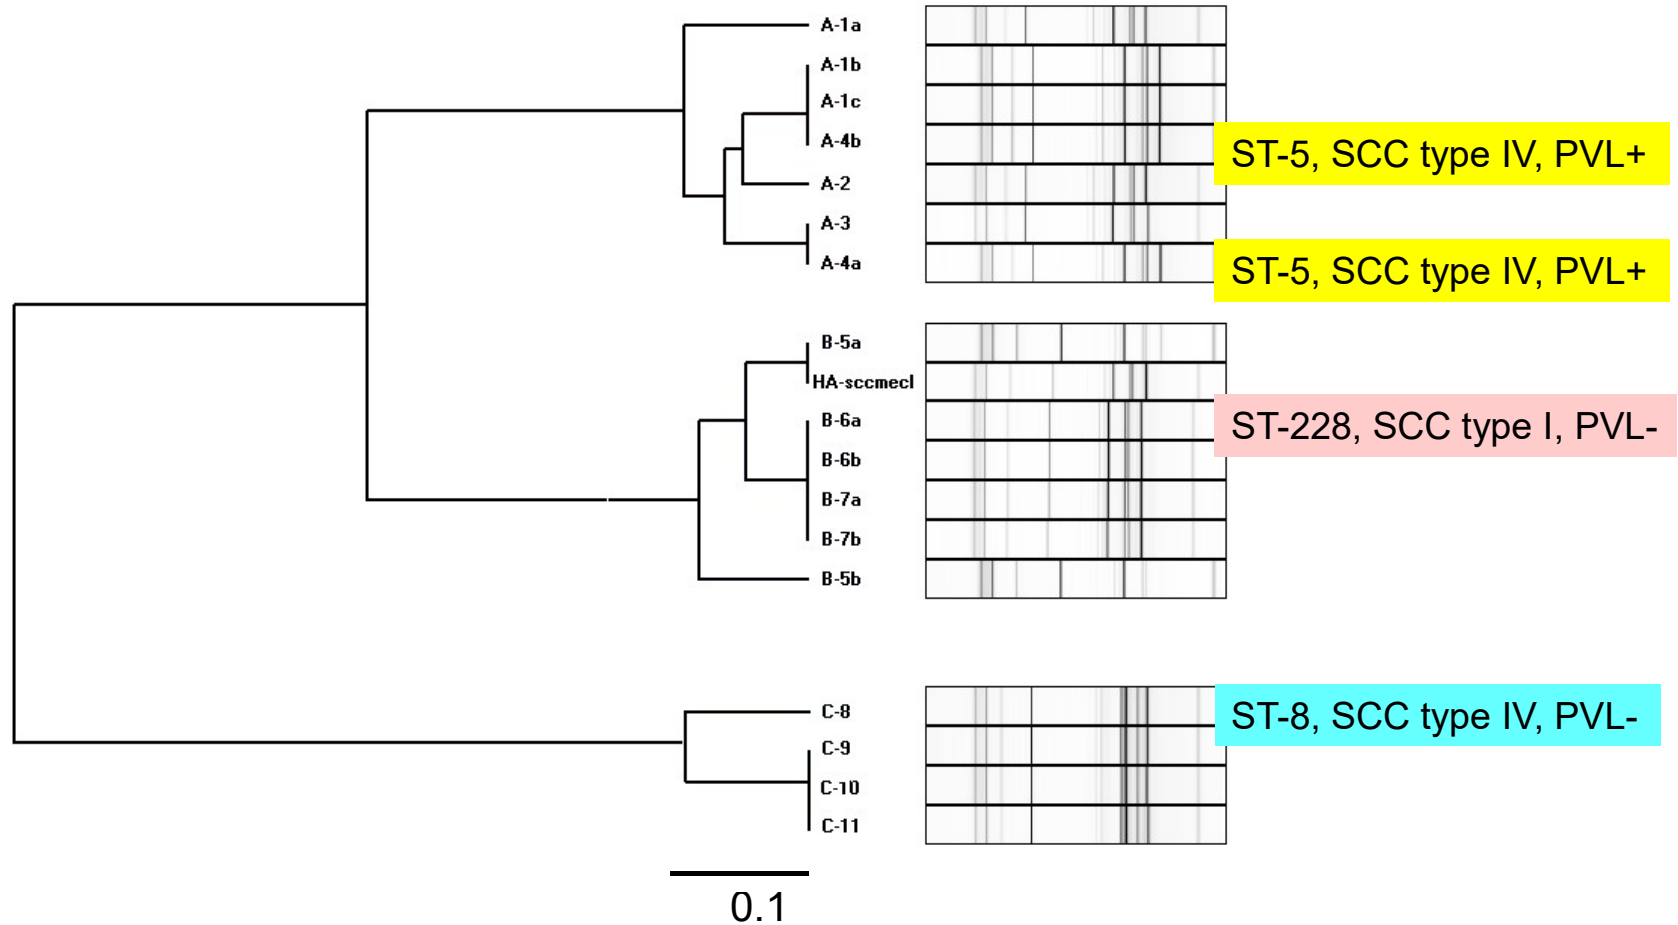 A-1a
A-1b
A-1c
A-4b
ST-5, SCC type IV, PVL+
A-2
A-3
A-4a
ST-5, SCC type IV, PVL+
B-5a
HA-sccmecI
B-6a
ST-228, SCC type I, PVL-
B-6b
B-7a
B-7b
B-5b
C-8
ST-8, SCC type IV, PVL-
C-9
C-10
C-11
0.1